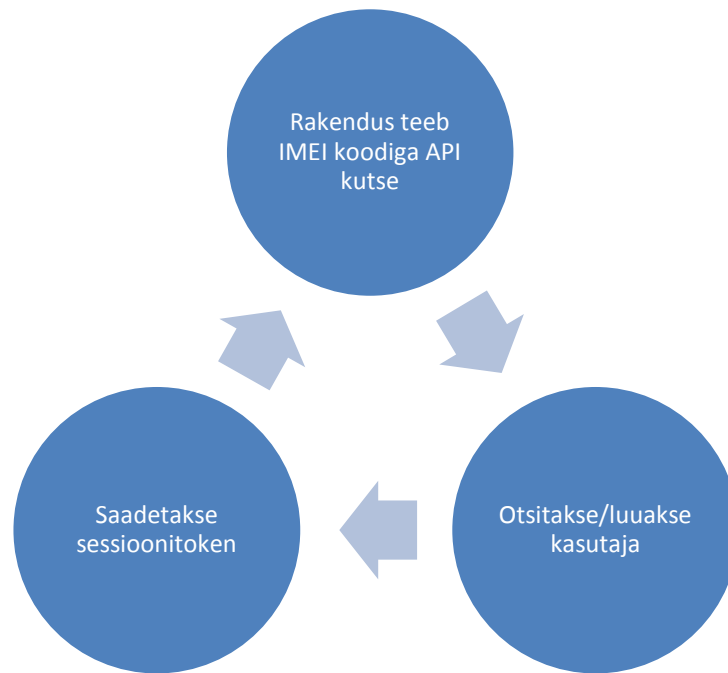 Rakendus teeb
IMEI koodiga API
kutse
Otsitakse/luuakse
kasutaja
Saadetakse
sessioonitoken